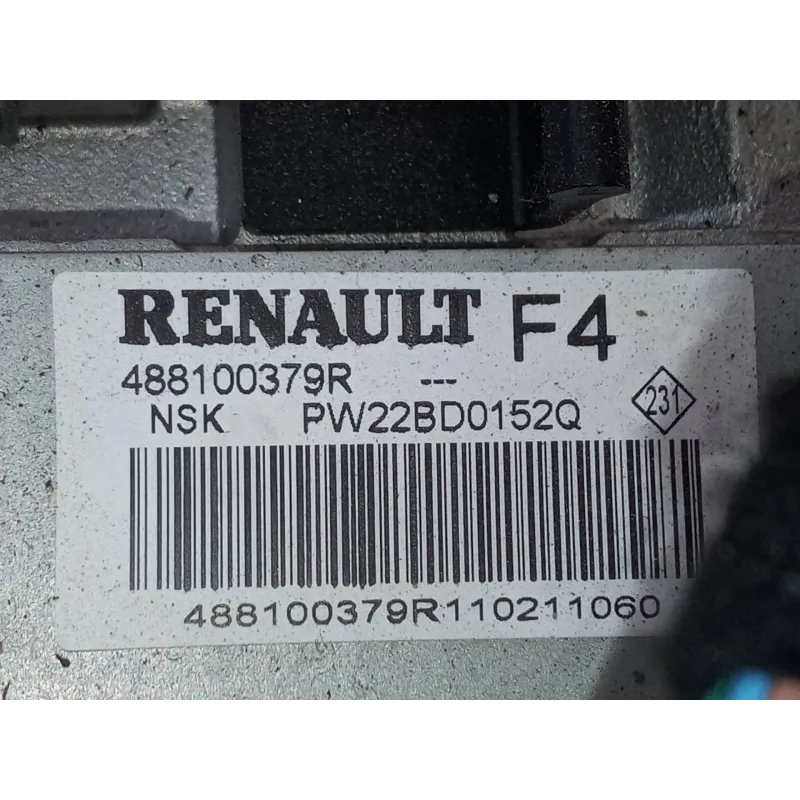 RENAULT F4
488100379R ---
NSK PW22BD0152Q 231
488100379R110211060